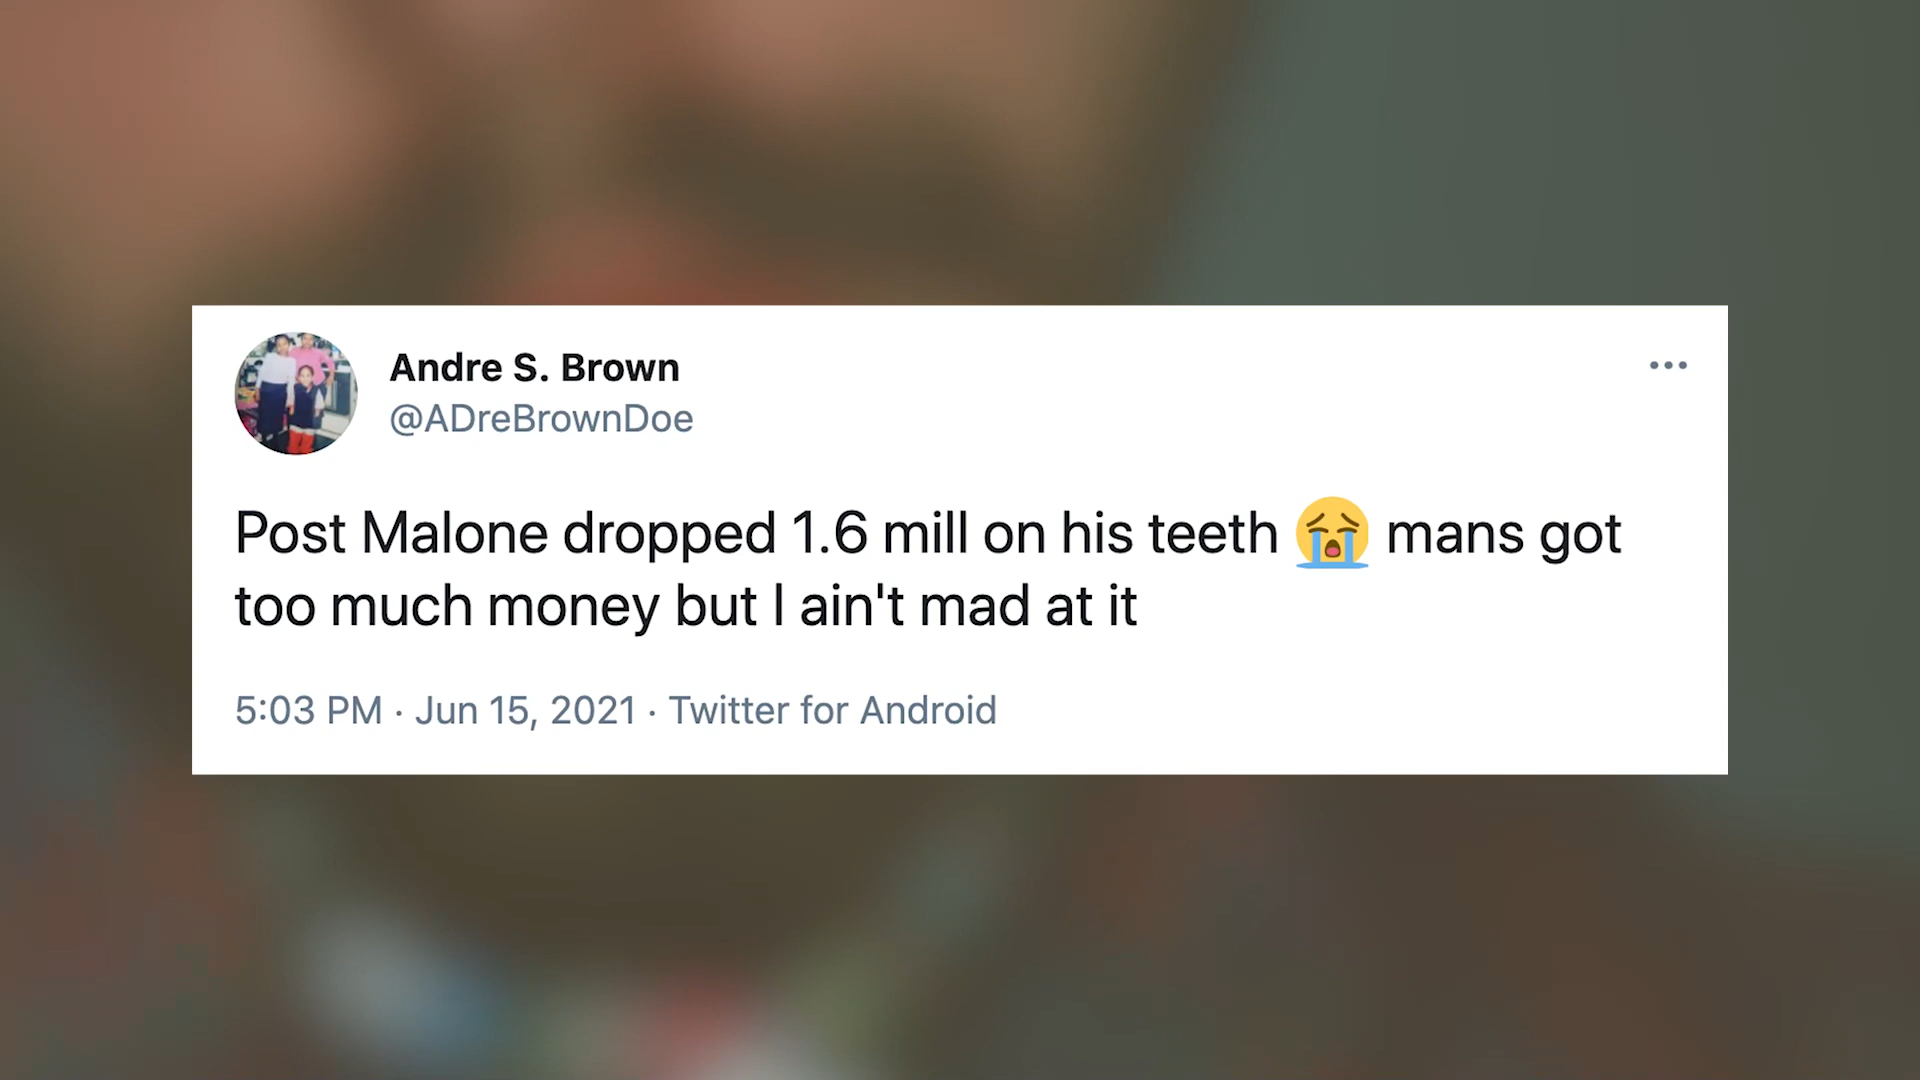 Andre S. Brown
@ADreBrownDoe
Post Malone dropped 1.6 mill on his teeth 😭 mans got
too much money but I ain't mad at it
5:03 PM · Jun 15, 2021 · Twitter for Android